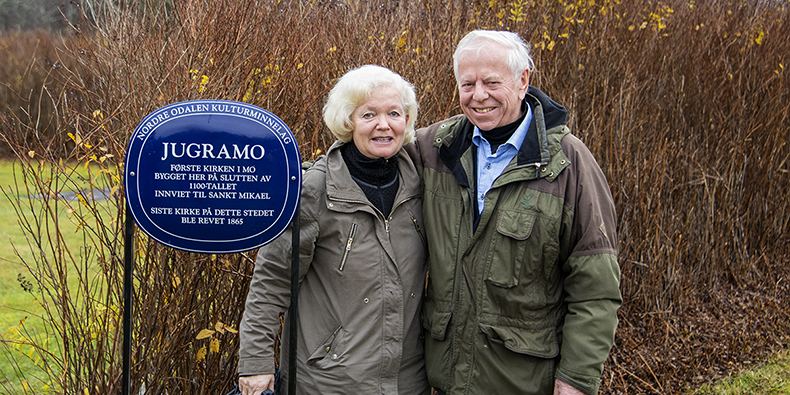 NORDRE ODALEN KULTURMINNELAG
JUGRAMO
FØRSTE KIRKEN I MO
BYGGET HER PÅ SLUTTEN AV
1100-TALLET
INNVIET TIL SANKT MIKAEL
SISTE KIRKE PÅ DETTE STEDET
BLE REVET 1865